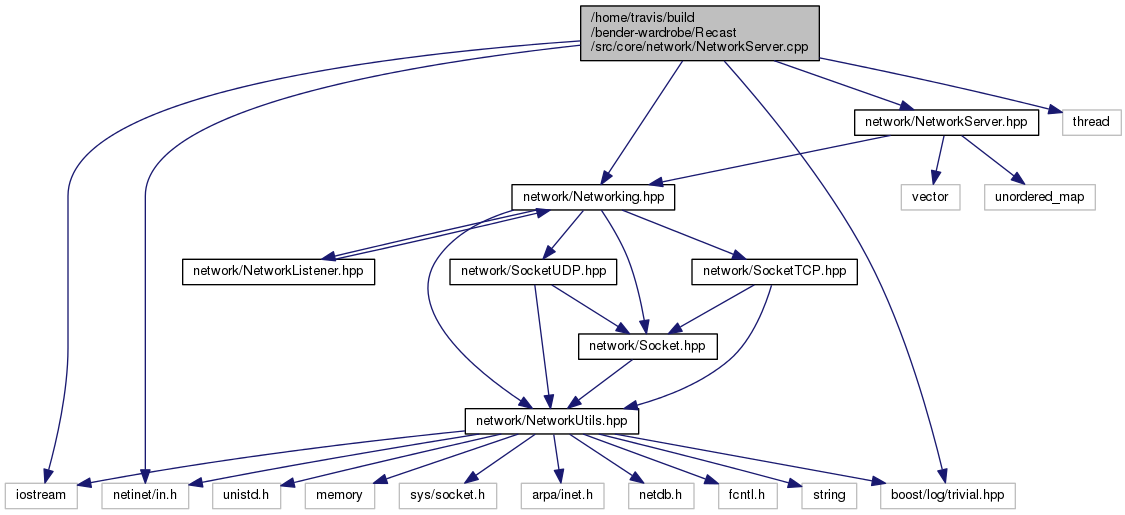 /home/travis/build
/bender-wardrobe/Recast
/src/core/network/NetworkServer.cpp
network/NetworkServer.hpp
thread
network/Networking.hpp
vector
unordered_map
network/NetworkListener.hpp
network/SocketUDP.hpp
network/SocketTCP.hpp
network/Socket.hpp
network/NetworkUtils.hpp
iostream
netinet/in.h
unistd.h
memory
sys/socket.h
arpa/inet.h
netdb.h
fcntl.h
string
boost/log/trivial.hpp